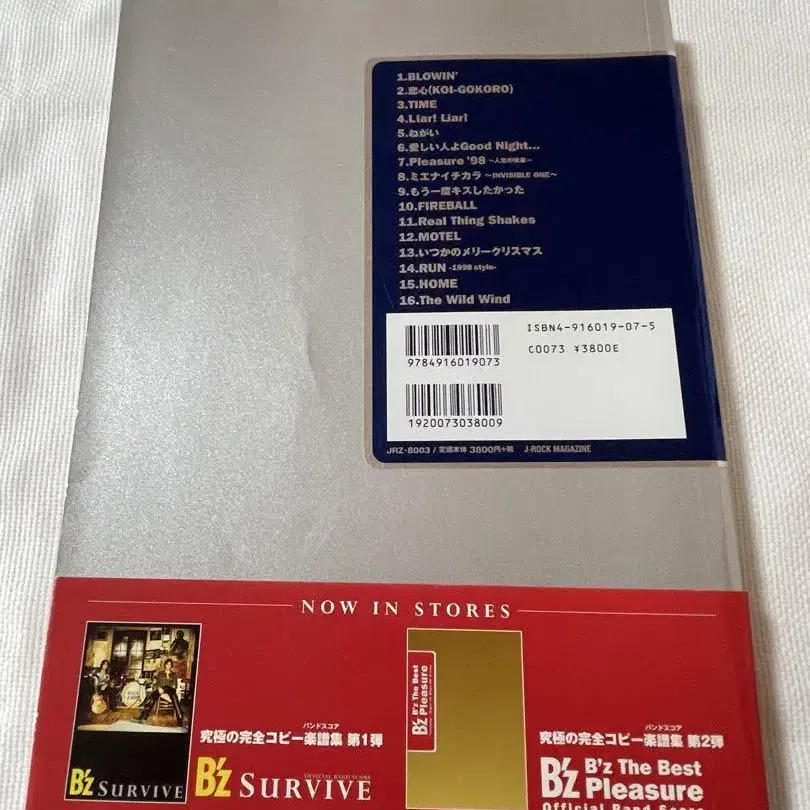 1.BLOWIN'
2.恋心(KOI-GOKORO)
3.TIME
4.Liar! Liar!
5.ねがい
6.愛しい人よGood Night...
7.Pleasure '98 ～人生の快楽～
8.ミエナイチカラ ～INVISIBLE ONE～
9.もう一度キスしたかった
10.FIREBALL
11.Real Thing Shakes
12.MOTEL
13.いつかのメリークリスマス
14.RUN -1998 style-
15.HOME
16.The Wild Wind
ISBN4-916019-07-5
C0073 ¥3800E
9784916019073
1920073038009
JRZ-8003 / 定価本体 3800円+税 J-ROCK MAGAZINE
NOW IN STORES
バンドスコア
究極の完全コピー楽譜集 第1弾
B'z SURVIVE
OFFICIAL BAND SCORE
B'z SURVIVE
B'z The Best
B'z Pleasure
バンドスコア
究極の完全コピー楽譜集 第2弾
B'z B'z The Best
Pleasure
Official Band Score